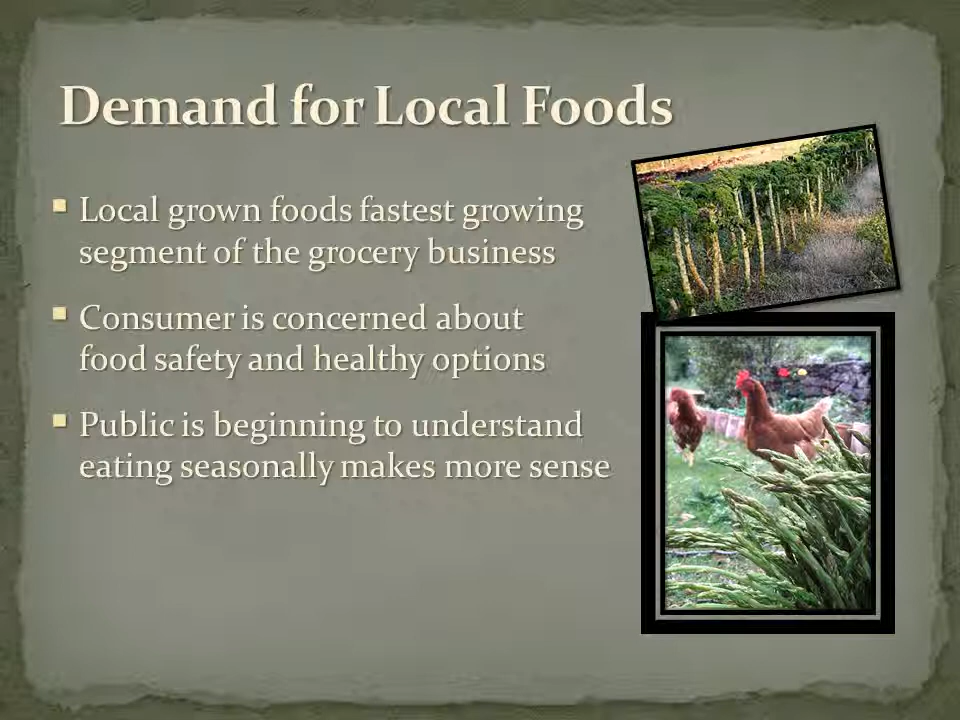 Demand for Local Foods
Local grown foods fastest growing
segment of the grocery business
Consumer is concerned about
food safety and healthy options
Public is beginning to understand
eating seasonally makes more sense